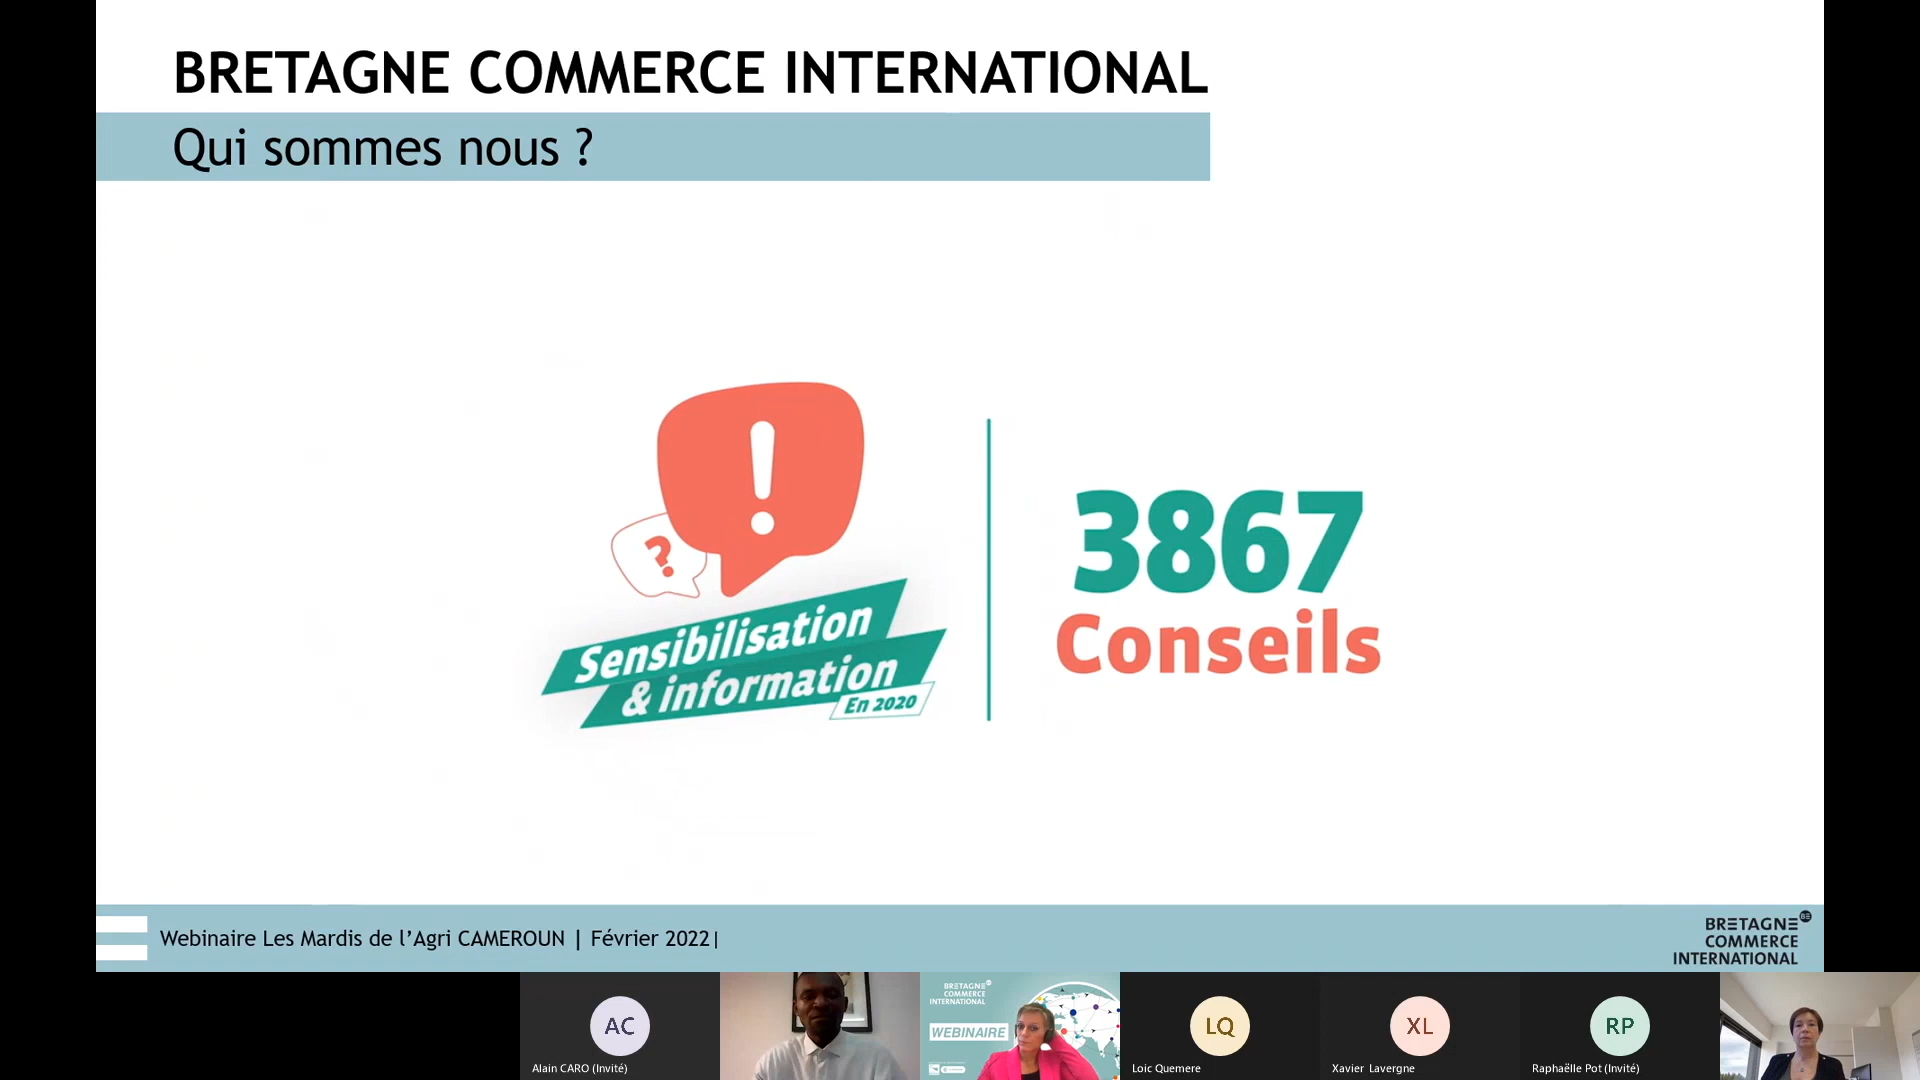 BRETAGNE COMMERCE INTERNATIONAL
Qui sommes nous ?
!
?
Sensibilisation
& information
En 2020
3867
Conseils
Webinaire Les Mardis de l’Agri CAMEROUN | Février 2022|
BRETAGNE
COMMERCE
INTERNATIONAL
AC
Alain CARO (Invité)
BRETAGNE
COMMERCE
INTERNATIONAL
WEBINAIRE
LQ
Loic Quemere
XL
Xavier Lavergne
RP
Raphaëlle Pot (Invité)